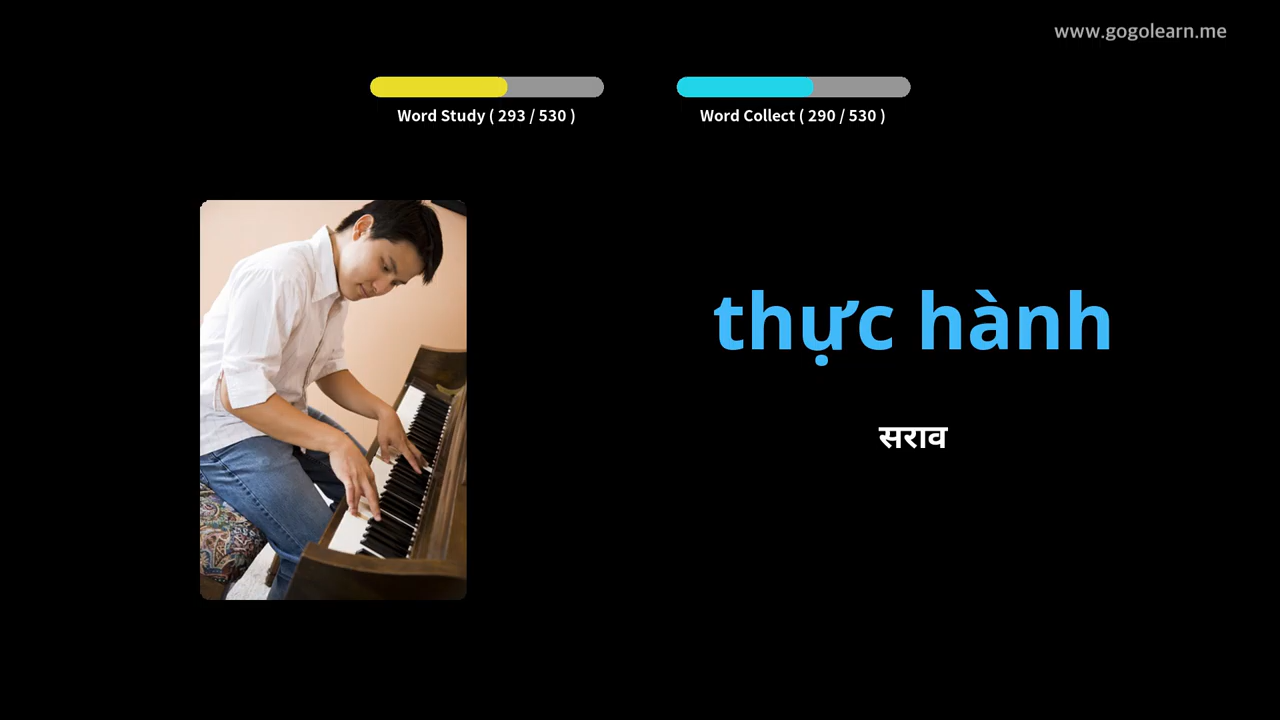 www.gogolearn.me
Word Study ( 293 / 530 )
Word Collect ( 290 / 530 )
thực hành
सराव